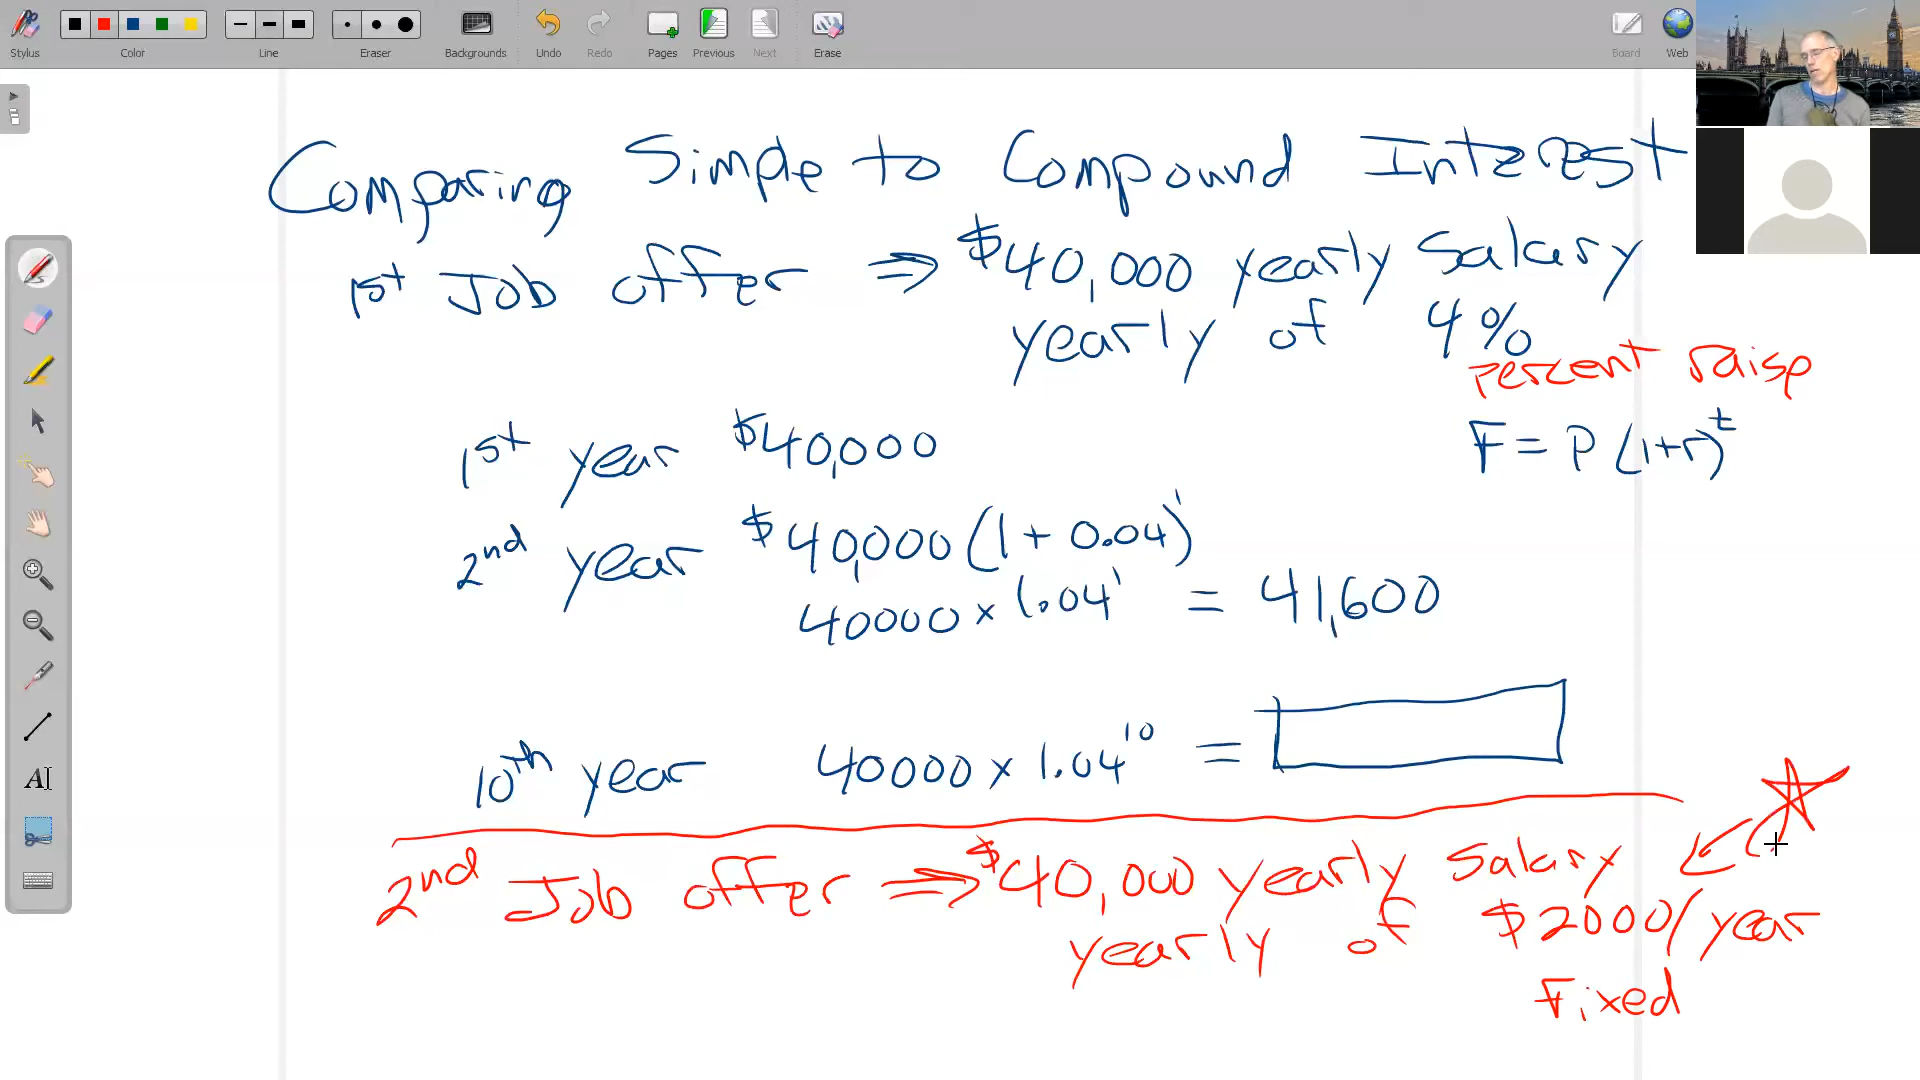 Stylus
Color
Line
Eraser
Backgrounds
Undo
Redo
Pages
Previous
Next
Erase
Board
Web
Comparing Simple to Compound Interest
1st Job offer ⇒ $40,000 yearly Salary
yearly of 4%
percent raise
1st year $40,000
F = P (1+r)^t
2nd year $40,000 (1 + 0.04)^1
40000 × 1.04^1 = 41,600
10th year 40000 × 1.04^10 =
2nd Job offer ⇒ $40,000 yearly Salary
yearly of $2000/year
Fixed
AI